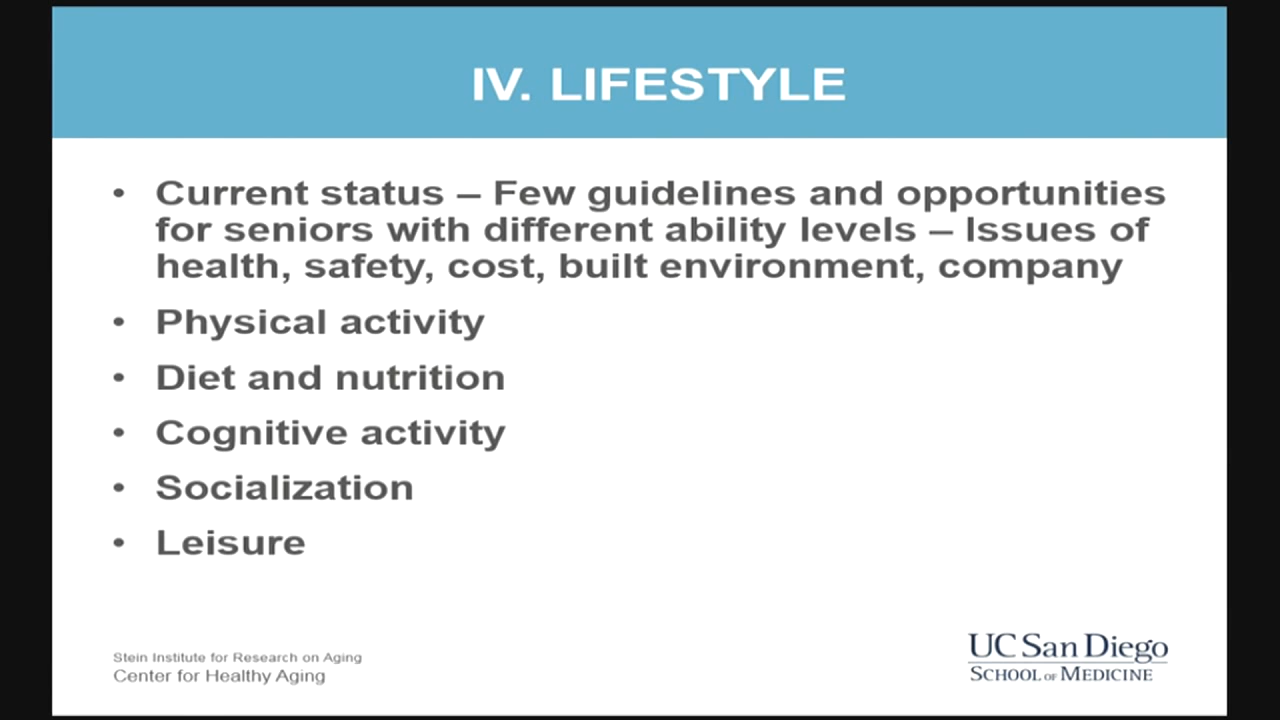 IV. LIFESTYLE
• Current status – Few guidelines and opportunities
for seniors with different ability levels – Issues of
health, safety, cost, built environment, company
• Physical activity
• Diet and nutrition
• Cognitive activity
• Socialization
• Leisure
Stein Institute for Research on Aging
Center for Healthy Aging
UC San Diego
SCHOOL OF MEDICINE